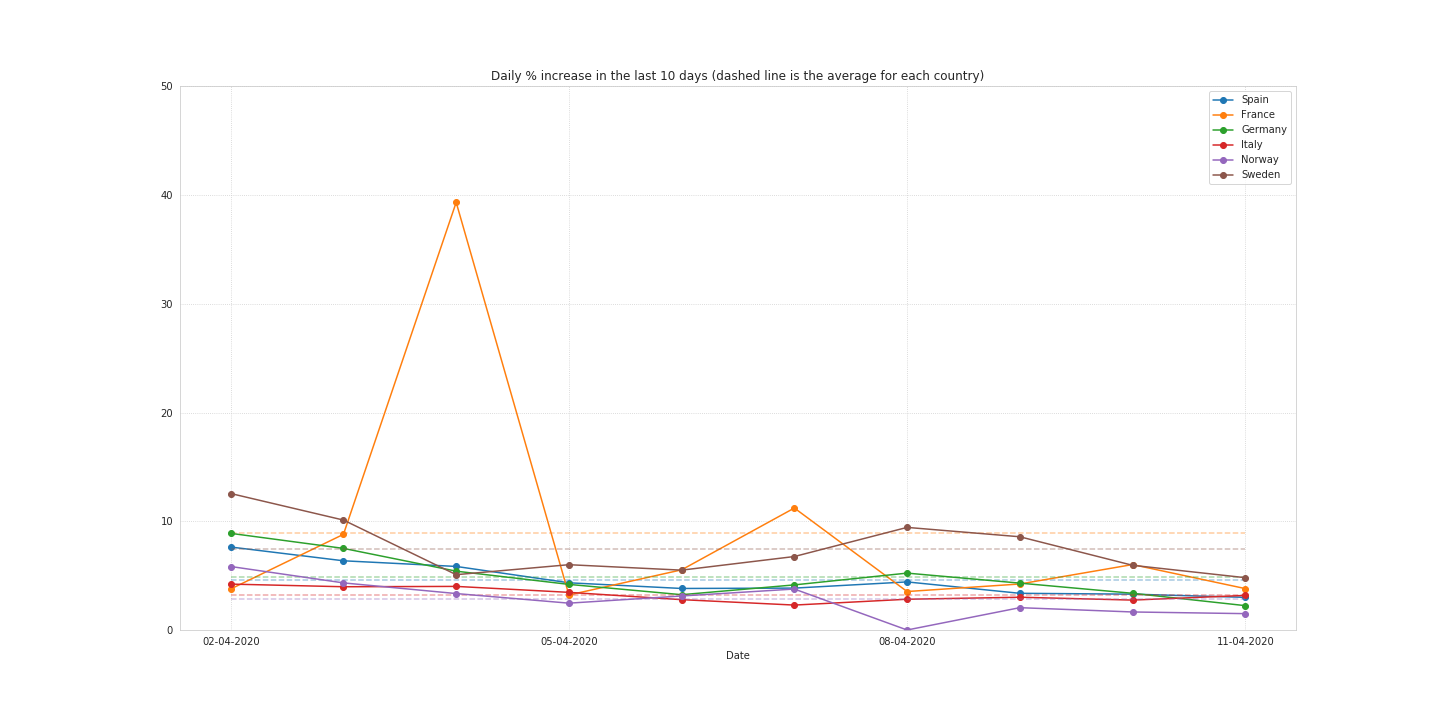 Daily % increase in the last 10 days (dashed line is the average for each country)
50
40
30
20
10
0
Spain
France
Germany
Italy
Norway
Sweden
02-04-2020 05-04-2020 08-04-2020 11-04-2020
Date